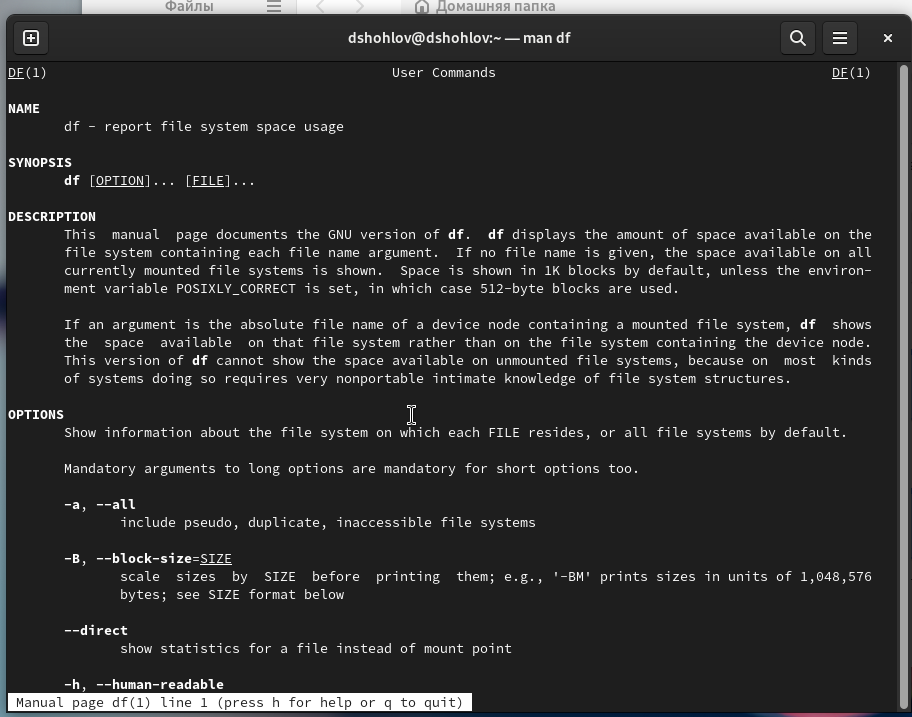 Файлы
Домашняя папка
dshohlov@dshohlov:~ — man df
DF(1) User Commands DF(1)
NAME
df - report file system space usage
SYNOPSIS
df [OPTION]... [FILE]...
DESCRIPTION
This manual page documents the GNU version of df. df displays the amount of space available on the
file system containing each file name argument. If no file name is given, the space available on all
currently mounted file systems is shown. Space is shown in 1K blocks by default, unless the environ-
ment variable POSIXLY_CORRECT is set, in which case 512-byte blocks are used.
If an argument is the absolute file name of a device node containing a mounted file system, df shows
the space available on that file system rather than on the file system containing the device node.
This version of df cannot show the space available on unmounted file systems, because on most kinds
of systems doing so requires very nonportable intimate knowledge of file system structures.
OPTIONS
Show information about the file system on which each FILE resides, or all file systems by default.
Mandatory arguments to long options are mandatory for short options too.
-a, --all
include pseudo, duplicate, inaccessible file systems
-B, --block-size=SIZE
scale sizes by SIZE before printing them; e.g., '-BM' prints sizes in units of 1,048,576
bytes; see SIZE format below
--direct
show statistics for a file instead of mount point
-h, --human-readable
Manual page df(1) line 1 (press h for help or q to quit)